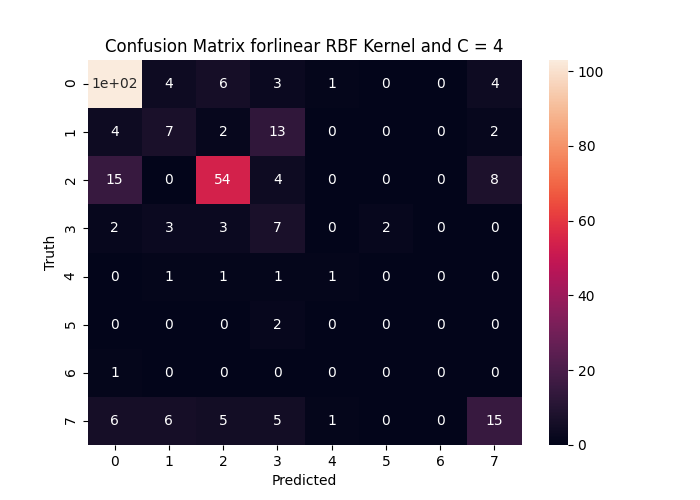 Confusion Matrix forlinear RBF Kernel and C = 4
0 1e+02 4 6 3 1 0 0 4
1 4 7 2 13 0 0 0 2
2 15 0 54 4 0 0 0 8
3 2 3 3 7 0 2 0 0
4 0 1 1 1 1 0 0 0
5 0 0 0 2 0 0 0 0
6 1 0 0 0 0 0 0 0
7 6 6 5 5 1 0 0 15
0 1 2 3 4 5 6 7
Truth
Predicted
100
80
60
40
20
0